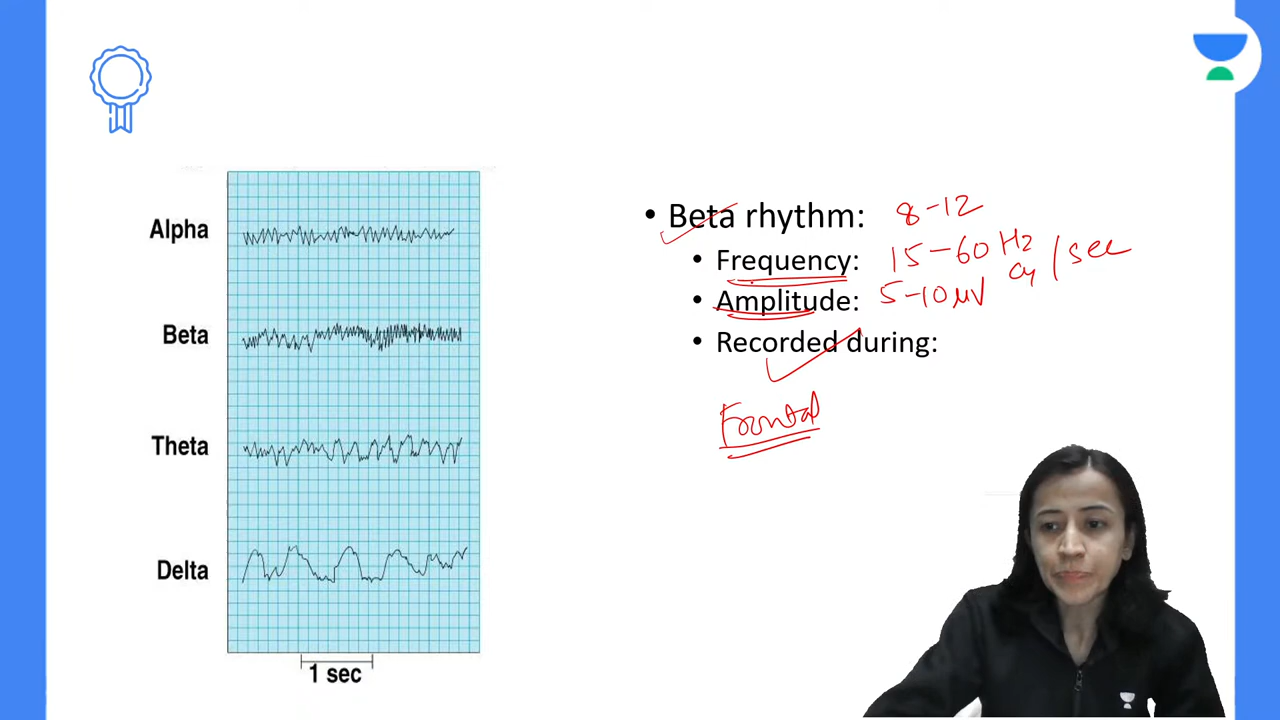 Alpha
Beta
Theta
Delta
1 sec
• Beta rhythm: 8-12
• Frequency: 15-60 Hz
cy/sec
• Amplitude: 5-10 μV
• Recorded during:
Frontal